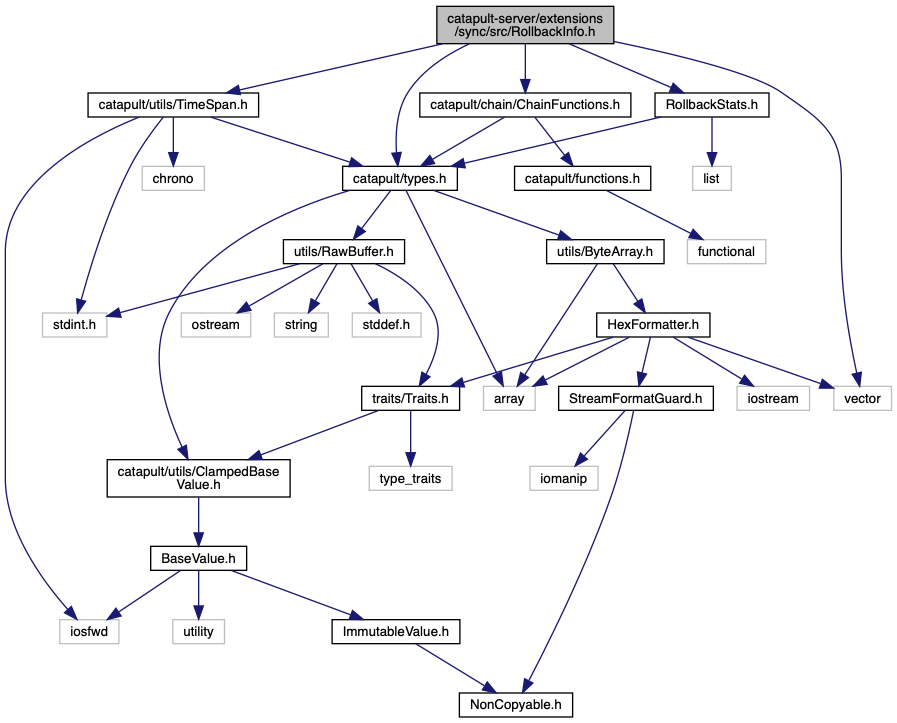 catapult-server/extensions
/sync/src/RollbackInfo.h
catapult/utils/TimeSpan.h
catapult/chain/ChainFunctions.h
RollbackStats.h
chrono
catapult/types.h
catapult/functions.h
list
utils/RawBuffer.h
utils/ByteArray.h
functional
stdint.h
ostream
string
stddef.h
HexFormatter.h
traits/Traits.h
array
StreamFormatGuard.h
iostream
vector
catapult/utils/ClampedBase
Value.h
type_traits
iomanip
BaseValue.h
iosfwd
utility
ImmutableValue.h
NonCopyable.h